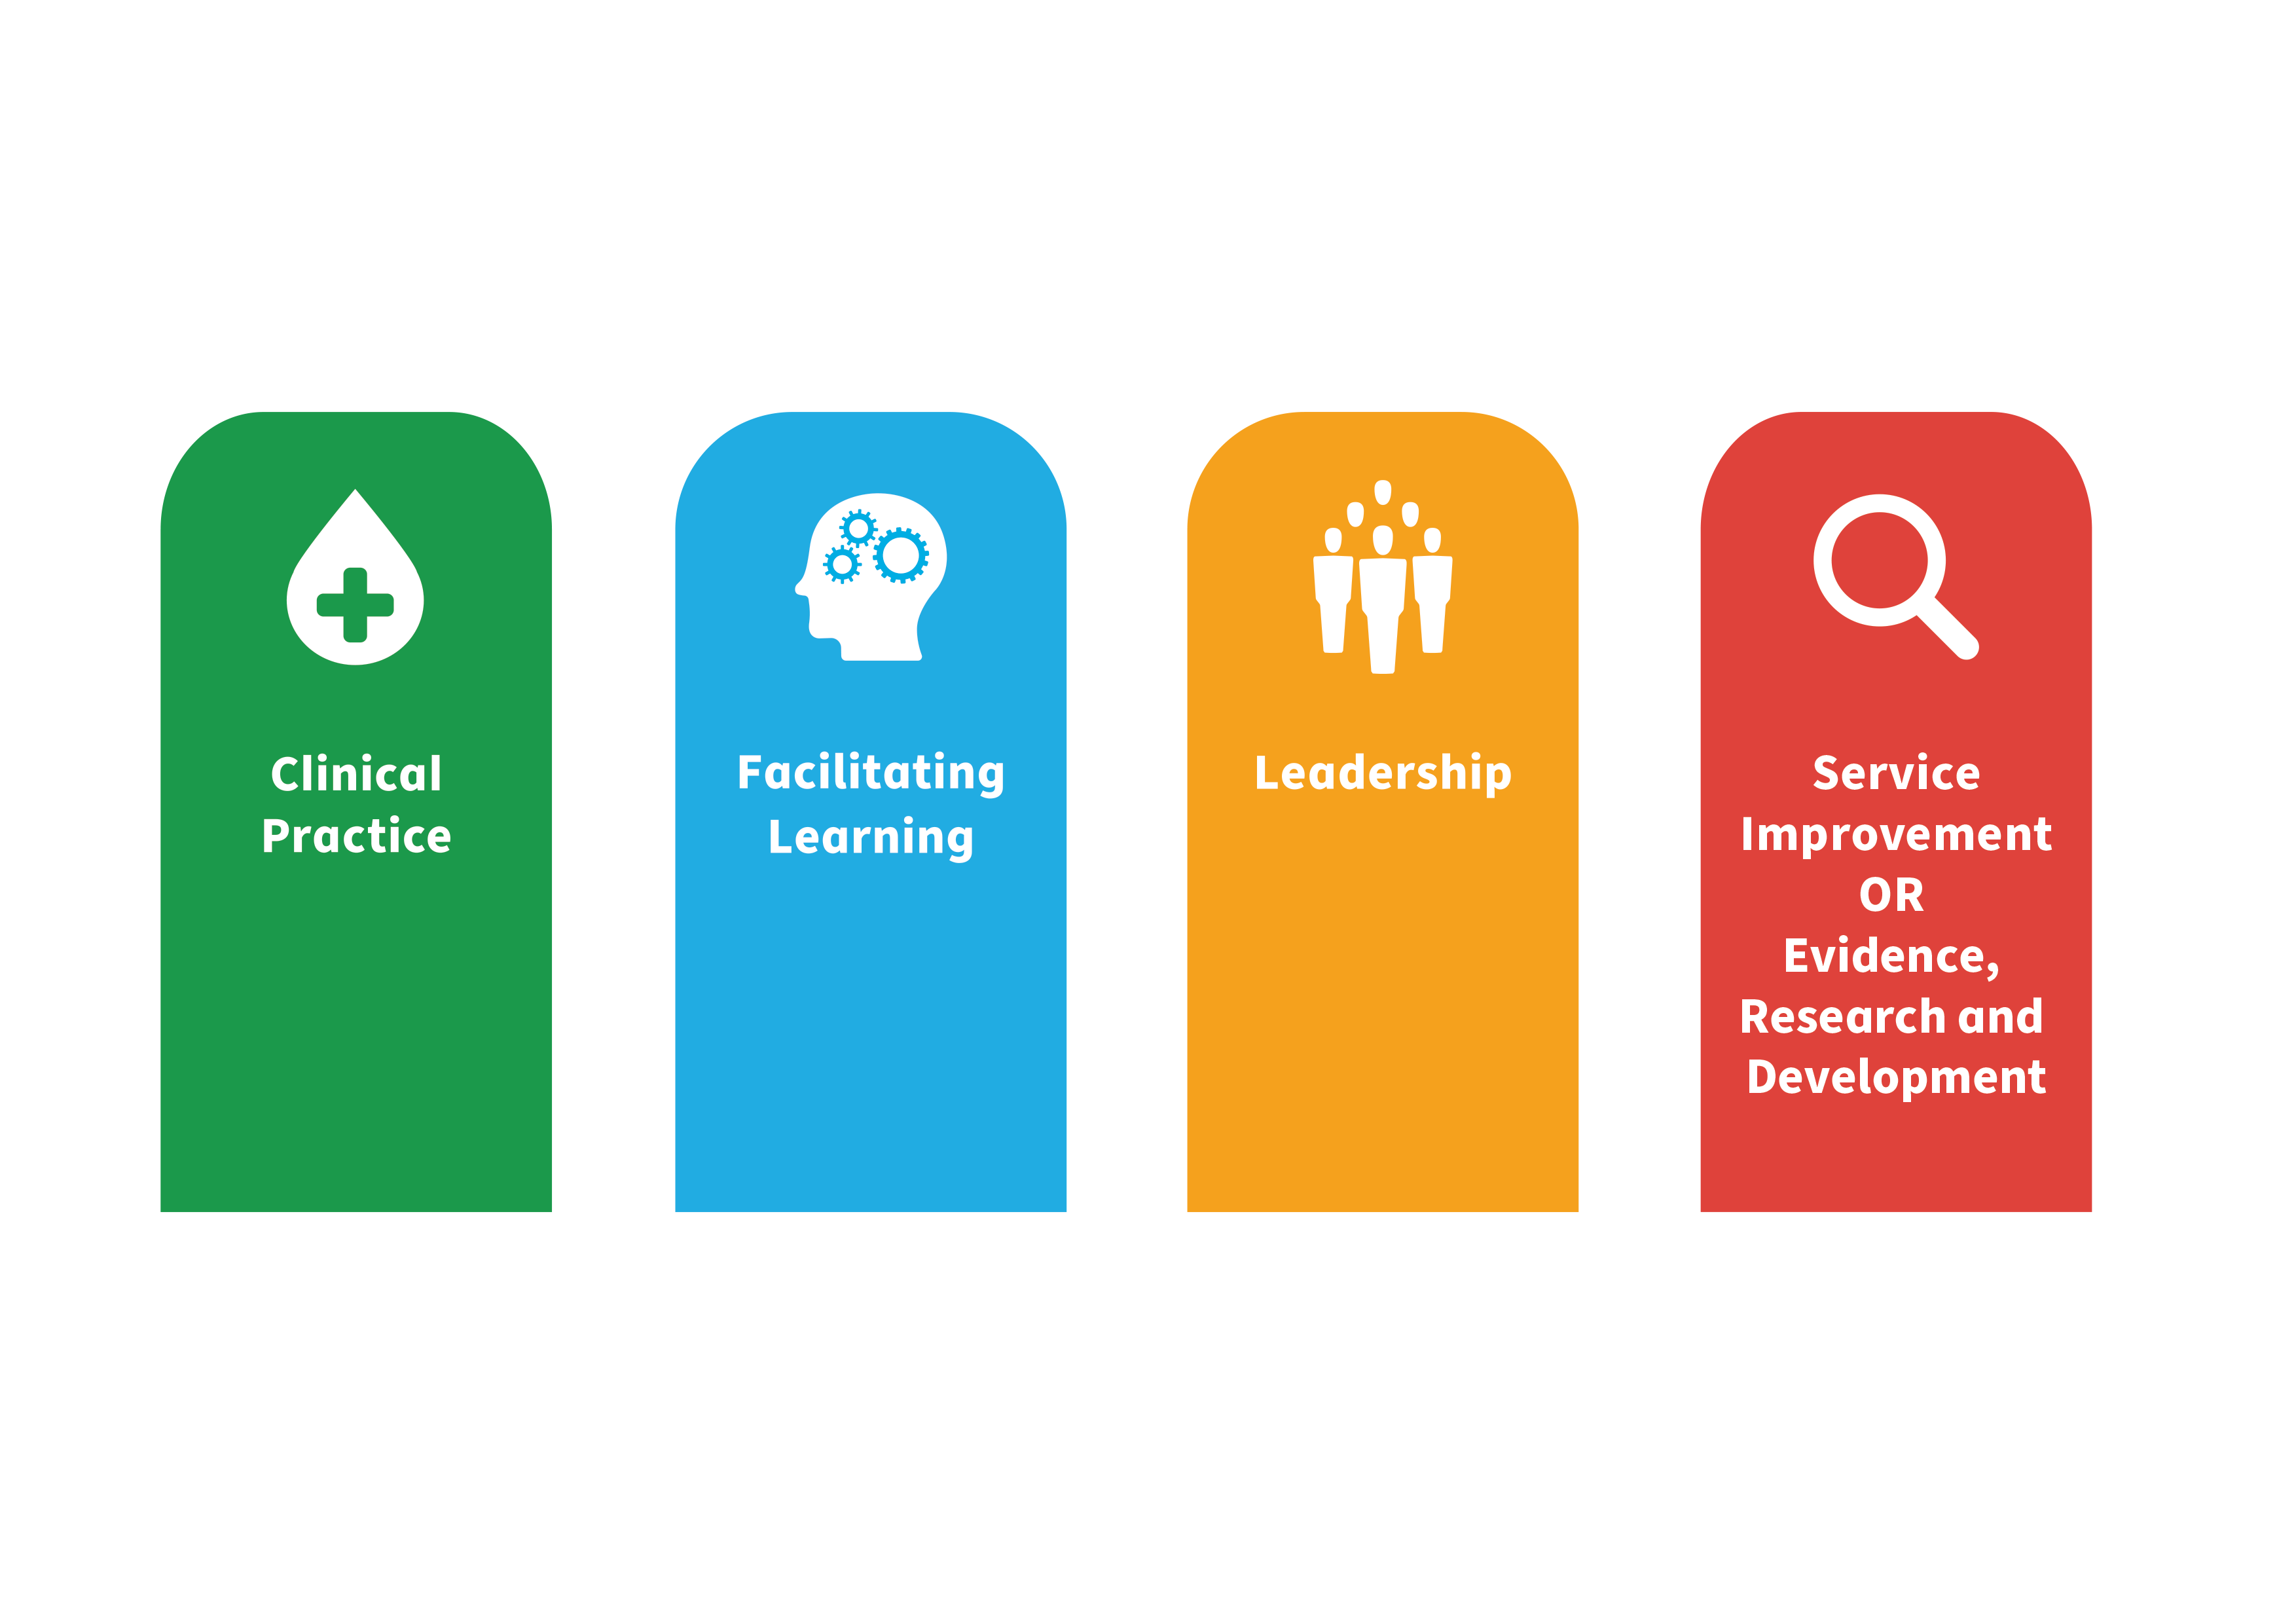 Clinical
Practice
Facilitating
Learning
Leadership
Service
Improvement
OR
Evidence,
Research and
Development